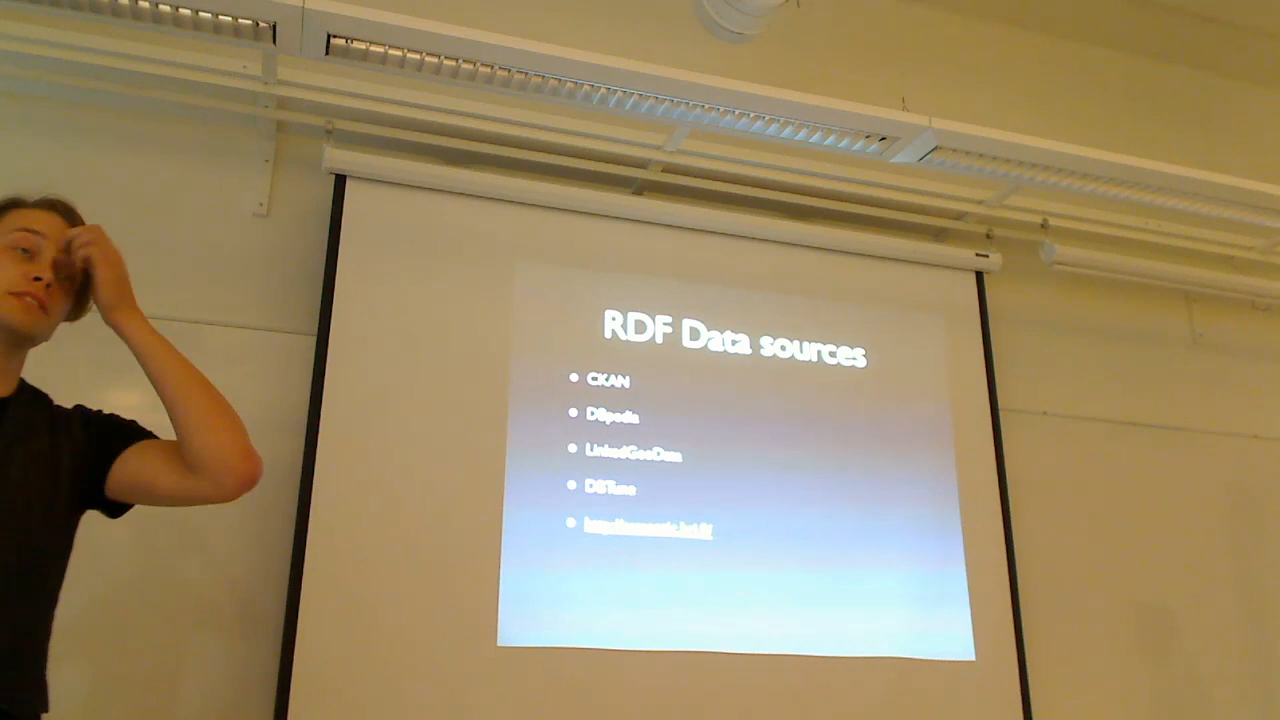 RDF Data sources
CKAN
DBpedia
LinkedGeoData
DBTune